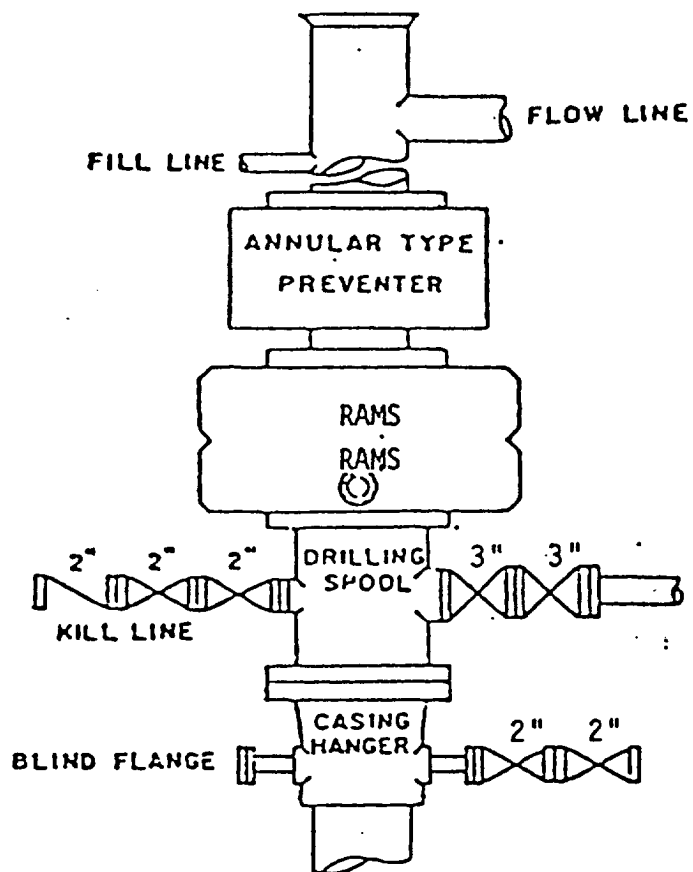 FLOW LINE
FILL LINE
ANNULAR TYPE
PREVENTER
RAMS
RAMS
2" 2" 2"
DRILLING
SPOOL
3" 3"
KILL LINE
CASING
HANGER
2" 2"
BLIND FLANGE